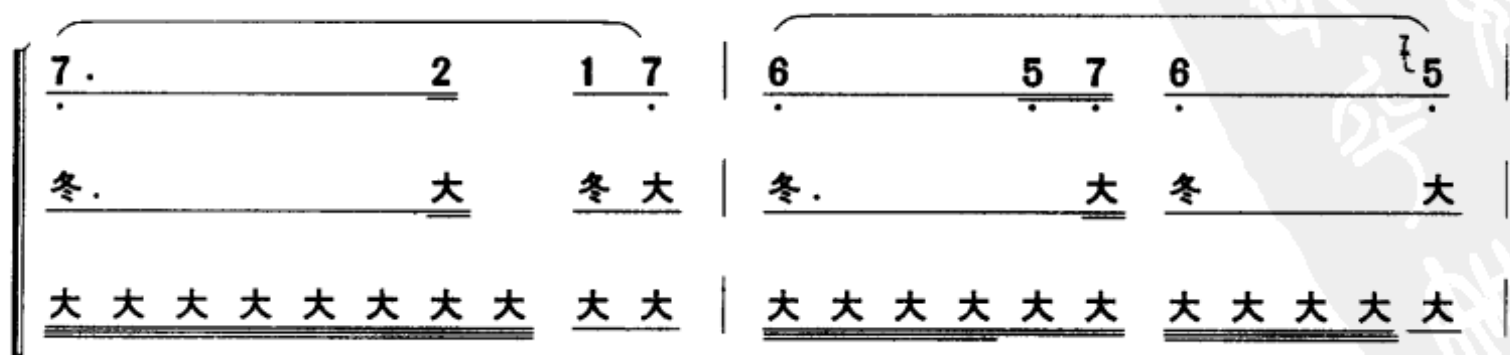 7. 2 1 7 | 6 5 7 6 7 5 |
冬. 大 冬 大 | 冬. 大 冬 大 |
大 大 大 大 大 大 大 大 大 大 | 大 大 大 大 大 大 大 大 大 大 大 |